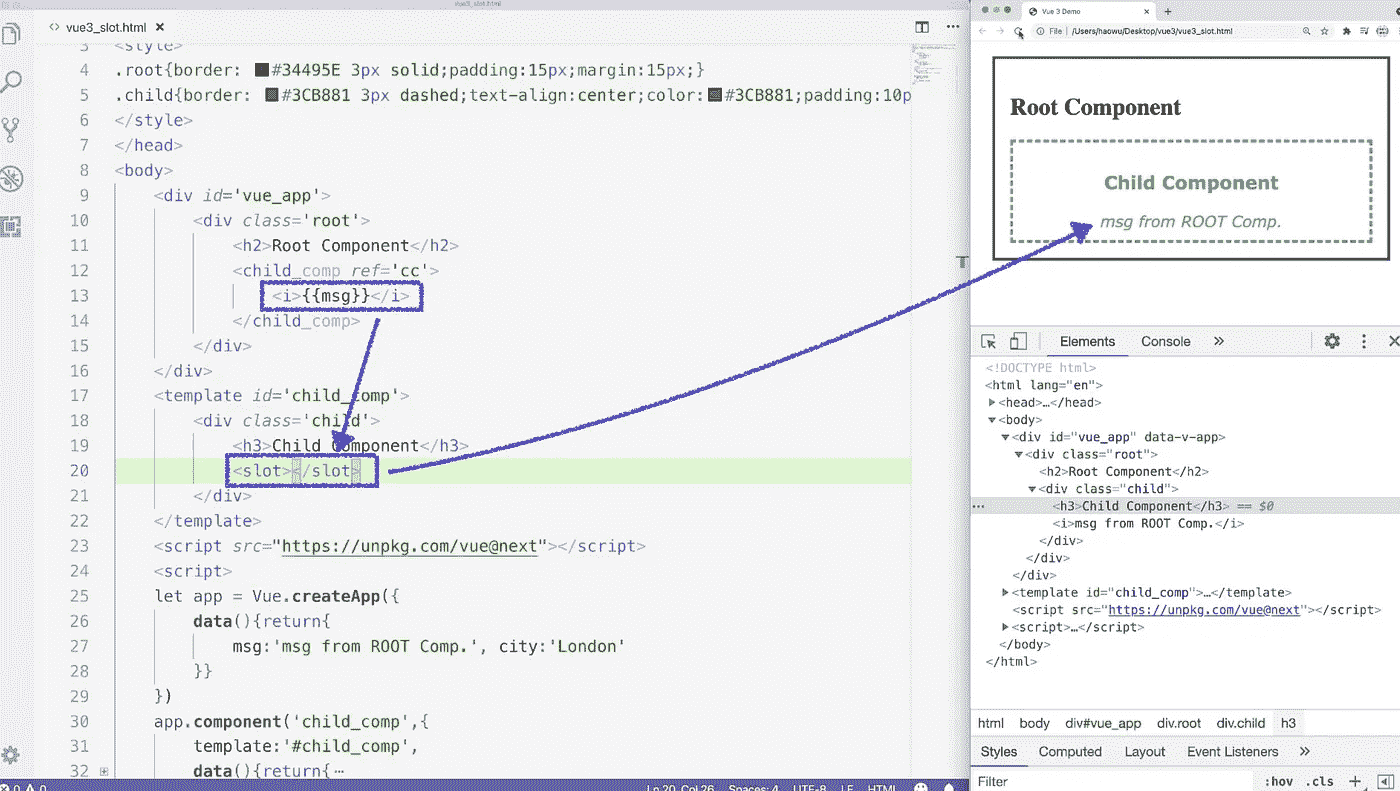 vue3_slot.html
<> vue3_slot.html ×
3 <style>
4 .root{border: #34495E 3px solid;padding:15px;margin:15px;}
5 .child{border: #3CB881 3px dashed;text-align:center;color:#3CB881;padding:10p
6 </style>
7 </head>
8 <body>
9 <div id='vue_app'>
10 <div class='root'>
11 <h2>Root Component</h2>
12 <child_comp ref='cc'>
13 <i>{{msg}}</i>
14 </child_comp>
15 </div>
16 </div>
17 <template id='child_comp'>
18 <div class='child'>
19 <h3>Child Component</h3>
20 <slot></slot>
21 </div>
22 </template>
23 <script src="https://unpkg.com/vue@next"></script>
24 <script>
25 let app = Vue.createApp({
26 data(){return{
27 msg:'msg from ROOT Comp.', city:'London'
28 }}
29 })
30 app.component('child_comp',{
31 template:'#child_comp',
32 data(){return{⋯
0 0 Ln 20, Col 26 Spaces: 4 UTF-8 LF HTML
Vue 3 Demo × +
File | /Users/haowu/Desktop/vue3/vue3_slot.html
Root Component
Child Component
msg from ROOT Comp.
T
Elements Console »
<!DOCTYPE html>
<html lang="en">
<head>…</head>
<body>
<div id="vue_app" data-v-app>
<div class="root">
<h2>Root Component</h2>
<div class="child">
<h3>Child Component</h3> == $0
<i>msg from ROOT Comp.</i>
</div>
</div>
</div>
<template id="child_comp">…</template>
<script src="https://unpkg.com/vue@next"></script>
<script>…</script>
</body>
</html>
html body div#vue_app div.root div.child h3
Styles Computed Layout Event Listeners »
Filter :hov .cls +